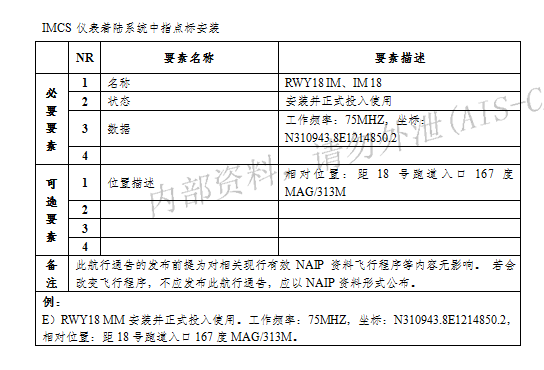 IMCS 仪表着陆系统中指点标安装
NR 要素名称 要素描述
必要要素
1 名称 RWY18 IM、IM 18
2 状态 安装并正式投入使用
3 数据 工作频率：75MHZ，坐标：
N310943.8E1214850.2
4
可选要素
1 位置描述 相对位置：距 18 号跑道入口 167 度
MAG/313M
2
3
4
备注
此航行通告的发布前提为对相关现行有效 NAIP 资料飞行程序等内容无影响。 若会
改变飞行程序，不应发布此航行通告，应以 NAIP 资料形式公布。
例：
E）RWY18 MM 安装并正式投入使用。工作频率：75MHZ，坐标：N310943.8E1214850.2，
相对位置：距 18 号跑道入口 167 度 MAG/313M。
内部资料，请勿外泄(AIS-C